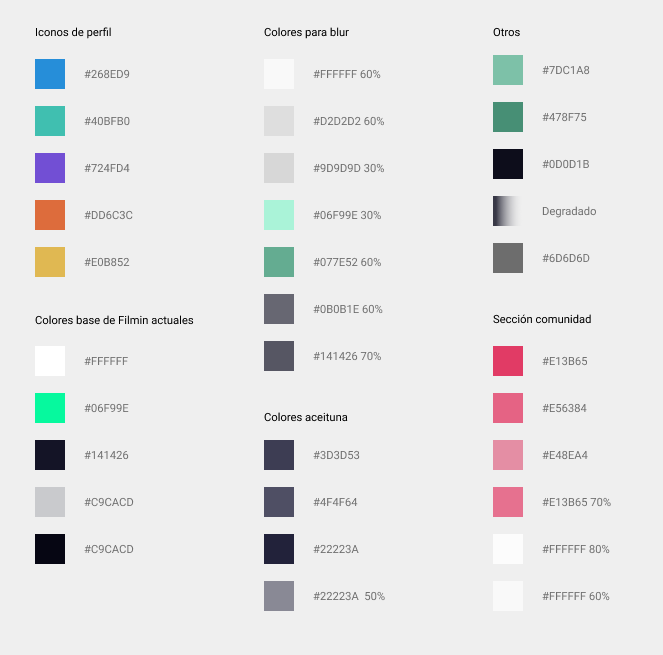 Iconos de perfil
#268ED9
#40BFB0
#724FD4
#DD6C3C
#E0B852
Colores base de Filmin actuales
#FFFFFF
#06F99E
#141426
#C9CACD
#C9CACD
Colores para blur
#FFFFFF 60%
#D2D2D2 60%
#9D9D9D 30%
#06F99E 30%
#077E52 60%
#0B0B1E 60%
#141426 70%
Colores aceituna
#3D3D53
#4F4F64
#22223A
#22223A  50%
Otros
#7DC1A8
#478F75
#0D0D1B
Degradado
#6D6D6D
Sección comunidad
#E13B65
#E56384
#E48EA4
#E13B65 70%
#FFFFFF 80%
#FFFFFF 60%